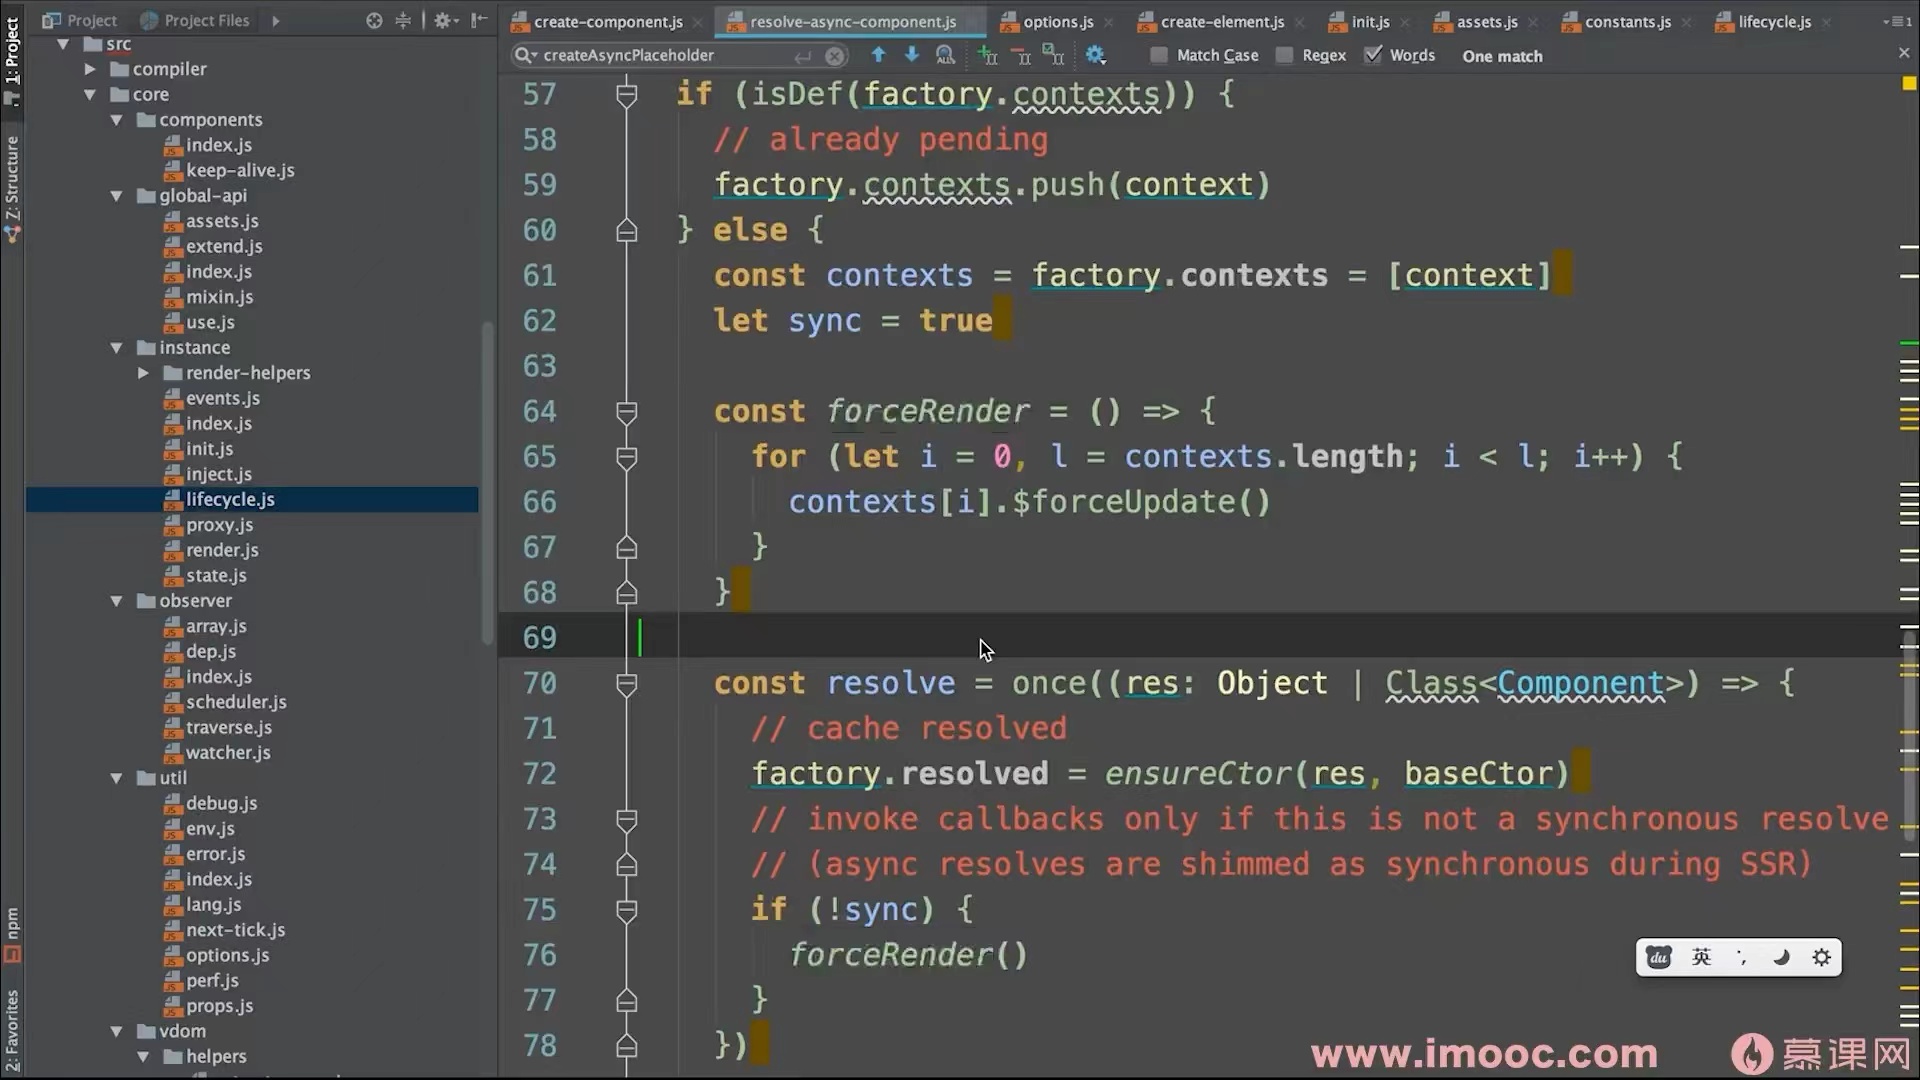 Project
Project Files
create-component.js
resolve-async-component.js
options.js
create-element.js
init.js
assets.js
constants.js
lifecycle.js
1: Project
Z: Structure
npm
2: Favorites
src
compiler
core
components
index.js
keep-alive.js
global-api
assets.js
extend.js
index.js
mixin.js
use.js
instance
render-helpers
events.js
index.js
init.js
inject.js
lifecycle.js
proxy.js
render.js
state.js
observer
array.js
dep.js
index.js
scheduler.js
traverse.js
watcher.js
util
debug.js
env.js
error.js
index.js
lang.js
next-tick.js
options.js
perf.js
props.js
vdom
helpers
createAsyncPlaceholder
Match Case
Regex
Words
One match
57 if (isDef(factory.contexts)) {
58 // already pending
59 factory.contexts.push(context)
60 } else {
61 const contexts = factory.contexts = [context]
62 let sync = true
63
64 const forceRender = () => {
65 for (let i = 0, l = contexts.length; i < l; i++) {
66 contexts[i].$forceUpdate()
67 }
68 }
69
70 const resolve = once((res: Object | Class<Component>) => {
71 // cache resolved
72 factory.resolved = ensureCtor(res, baseCtor)
73 // invoke callbacks only if this is not a synchronous resolve
74 // (async resolves are shimmed as synchronous during SSR)
75 if (!sync) {
76 forceRender()
77 }
78 })
du 英
www.imooc.com 慕课网